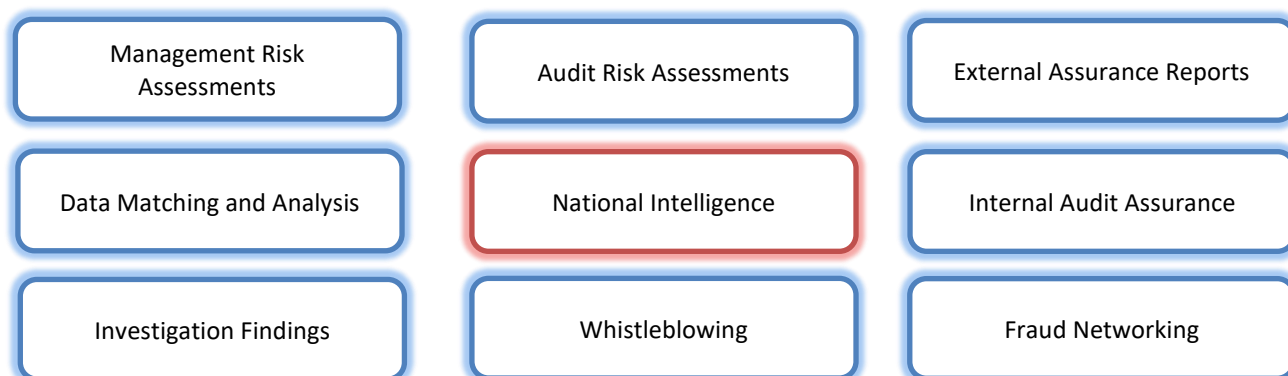 Management Risk
Assessments
Audit Risk Assessments
External Assurance Reports
Data Matching and Analysis
National Intelligence
Internal Audit Assurance
Investigation Findings
Whistleblowing
Fraud Networking